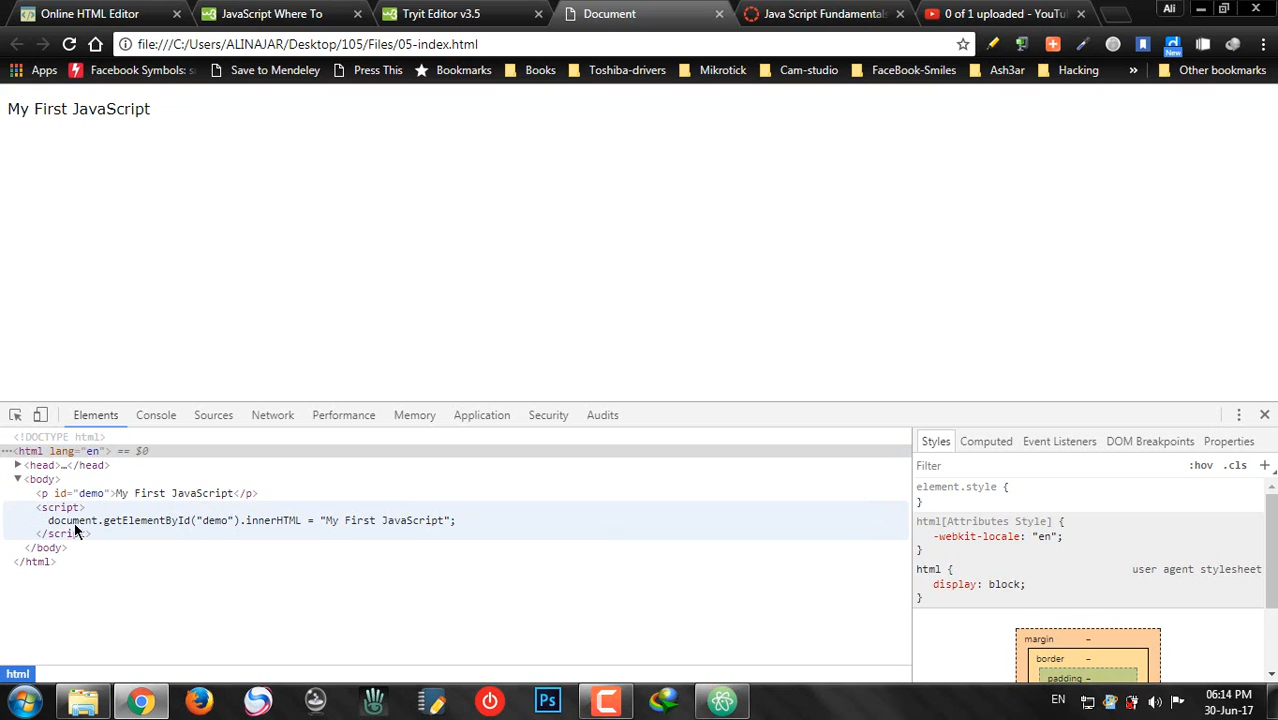 Online HTML Editor
JavaScript Where To
Tryit Editor v3.5
Document
Java Script Fundamentals
0 of 1 uploaded - YouTu
Ali
file:///C:/Users/ALINAJAR/Desktop/105/Files/05-index.html
New
Apps
Facebook Symbols: s
Save to Mendeley
Press This
Bookmarks
Books
Toshiba-drivers
Mikrotick
Cam-studio
FaceBook-Smiles
Ash3ar
Hacking
»
Other bookmarks
My First JavaScript
Elements
Console
Sources
Network
Performance
Memory
Application
Security
Audits
<!DOCTYPE html>
<html lang="en"> == $0
<head>…</head>
<body>
<p id="demo">My First JavaScript</p>
<script>
document.getElementById("demo").innerHTML = "My First JavaScript";
</script>
</body>
</html>
html
Styles
Computed
Event Listeners
DOM Breakpoints
Properties
Filter
:hov
.cls
element.style {
}
html[Attributes Style] {
-webkit-locale: "en";
}
html {
user agent stylesheet
display: block;
}
margin
–
border
–
padding –
Ps
EN
06:14 PM
30-Jun-17